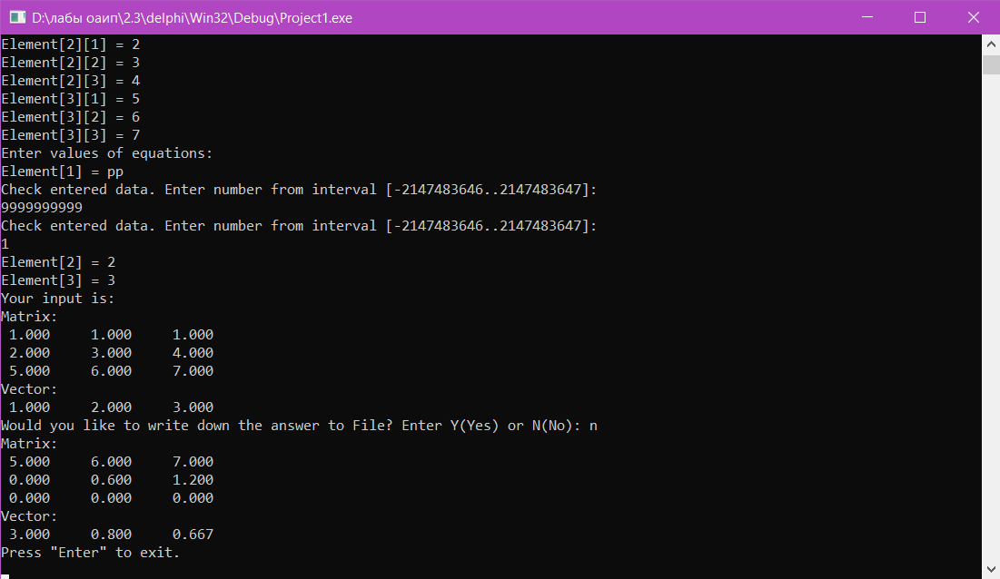 D:\лабы оаип\2.3\delphi\Win32\Debug\Project1.exe
Element[2][1] = 2
Element[2][2] = 3
Element[2][3] = 4
Element[3][1] = 5
Element[3][2] = 6
Element[3][3] = 7
Enter values of equations:
Element[1] = pp
Check entered data. Enter number from interval [-2147483646..2147483647]:
9999999999
Check entered data. Enter number from interval [-2147483646..2147483647]:
1
Element[2] = 2
Element[3] = 3
Your input is:
Matrix:
1.000     1.000     1.000
2.000     3.000     4.000
5.000     6.000     7.000
Vector:
1.000     2.000     3.000
Would you like to write down the answer to File? Enter Y(Yes) or N(No): n
Matrix:
5.000     6.000     7.000
0.000     0.600     1.200
0.000     0.000     0.000
Vector:
3.000     0.800     0.667
Press "Enter" to exit.